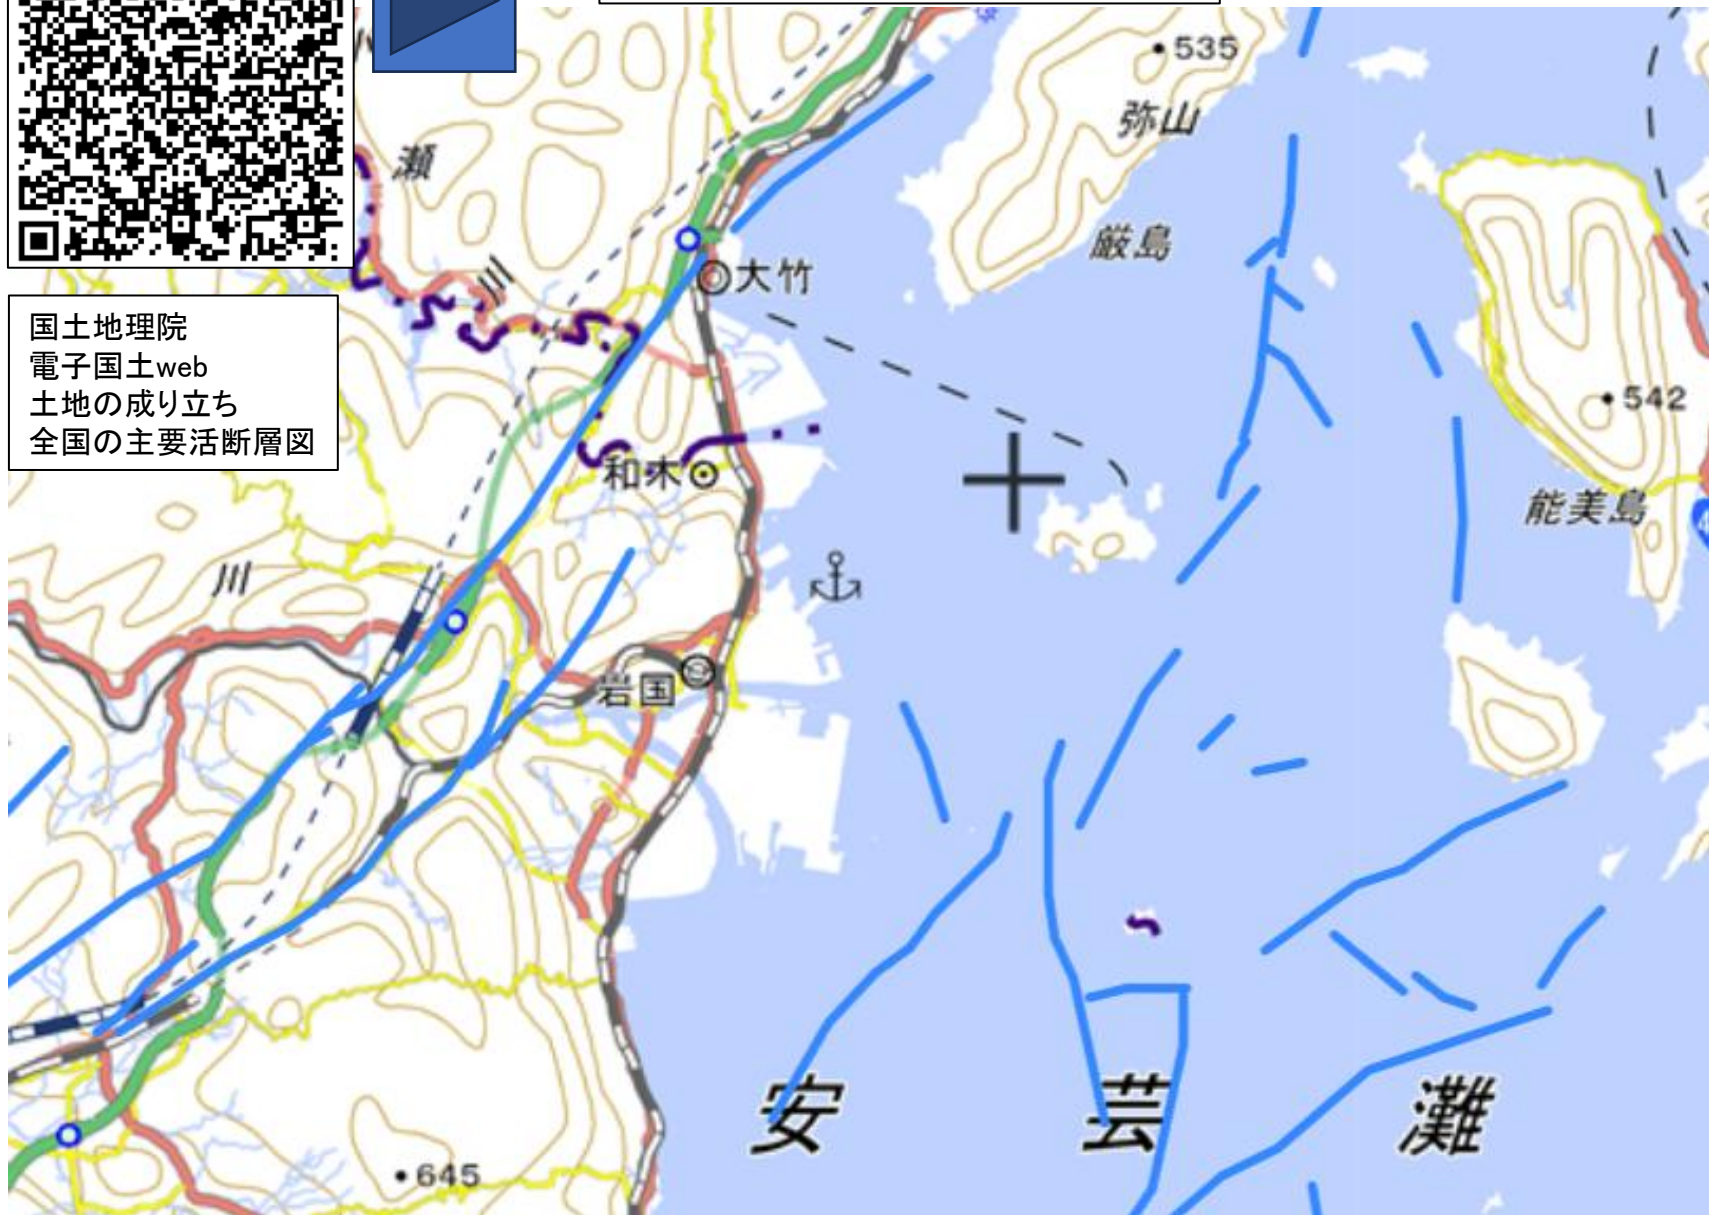 535
弥山
瀬
厳島
川
大竹
国土地理院
電子国土web
土地の成り立ち
全国の主要活断層図
542
和木
能美島
川
岩国
安芸灘
645